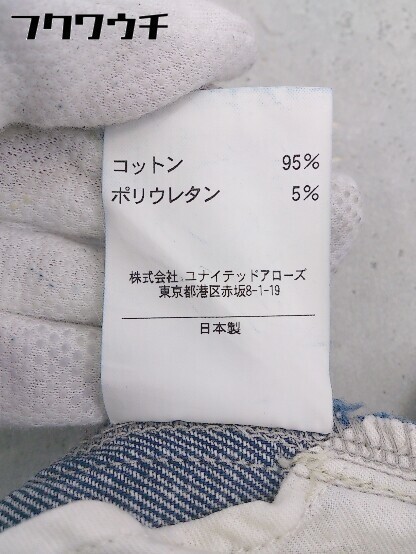 フクワウチ
コットン 95%
ポリウレタン 5%
株式会社 ユナイテッドアローズ
東京都港区赤坂8-1-19
日本製